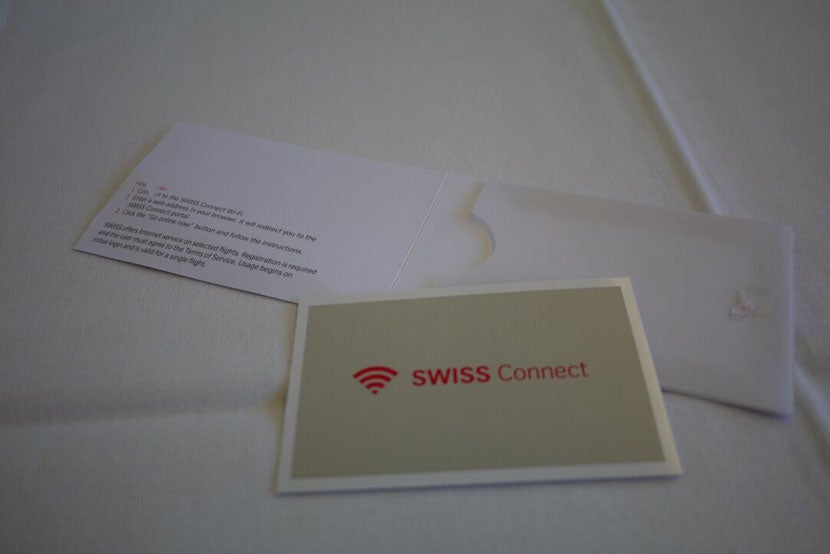 1 to the SWISS Connect Wi-Fi.
2 Enter a web address in your browser. It will redirect you to the
SWISS Connect portal.
3 Click the "Go online now" button and follow the instructions.
SWISS offers Internet service on selected flights. Registration is required
and the user must agree to the Terms of Service. Usage begins on
initial login and is valid for a single flight.
SWISS Connect